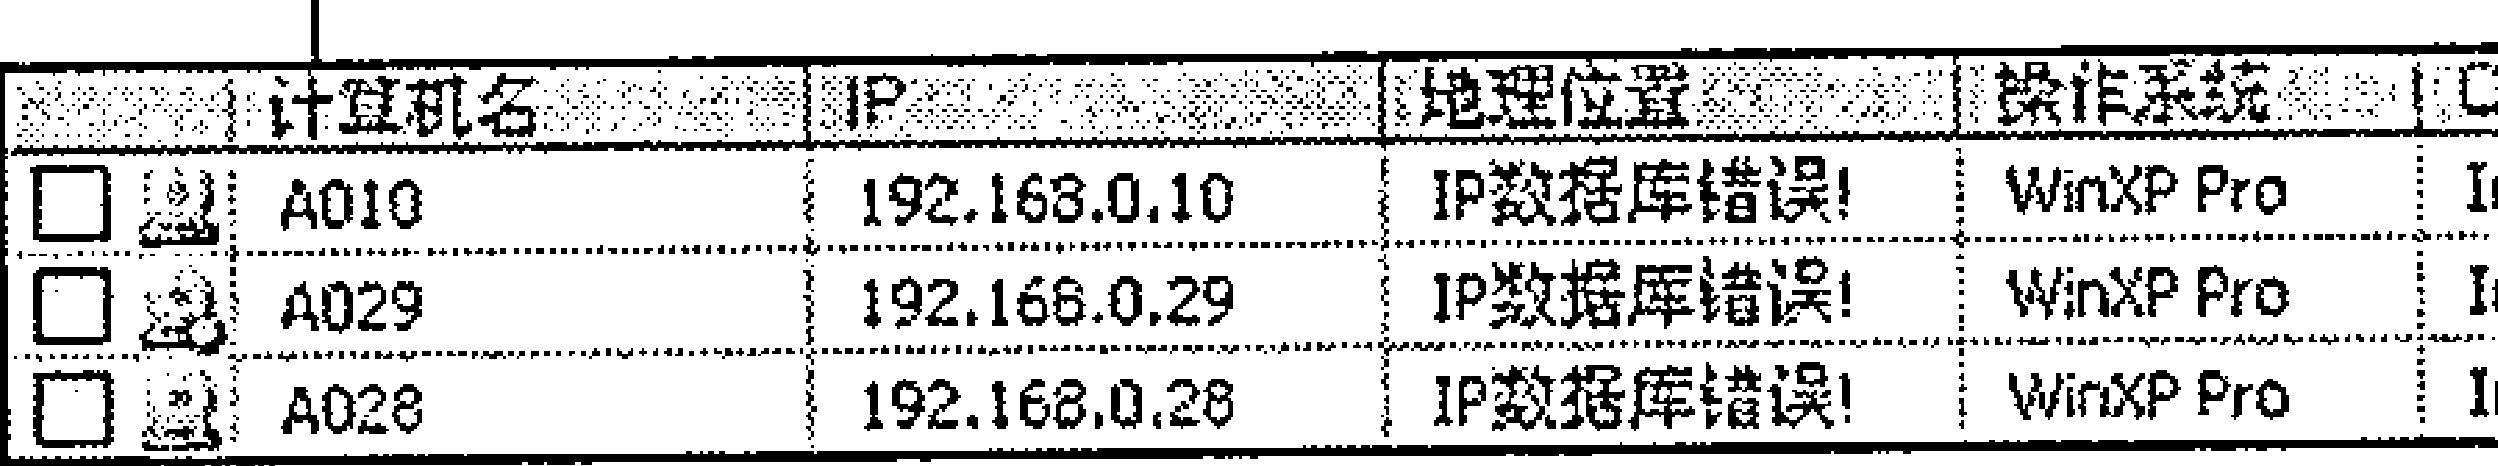 计算机名 IP 地理位置 操作系统
A010 192.168.0.10 IP数据库错误! WinXP Pro
A029 192.168.0.29 IP数据库错误! WinXP Pro
A028 192.168.0.28 IP数据库错误! WinXP Pro